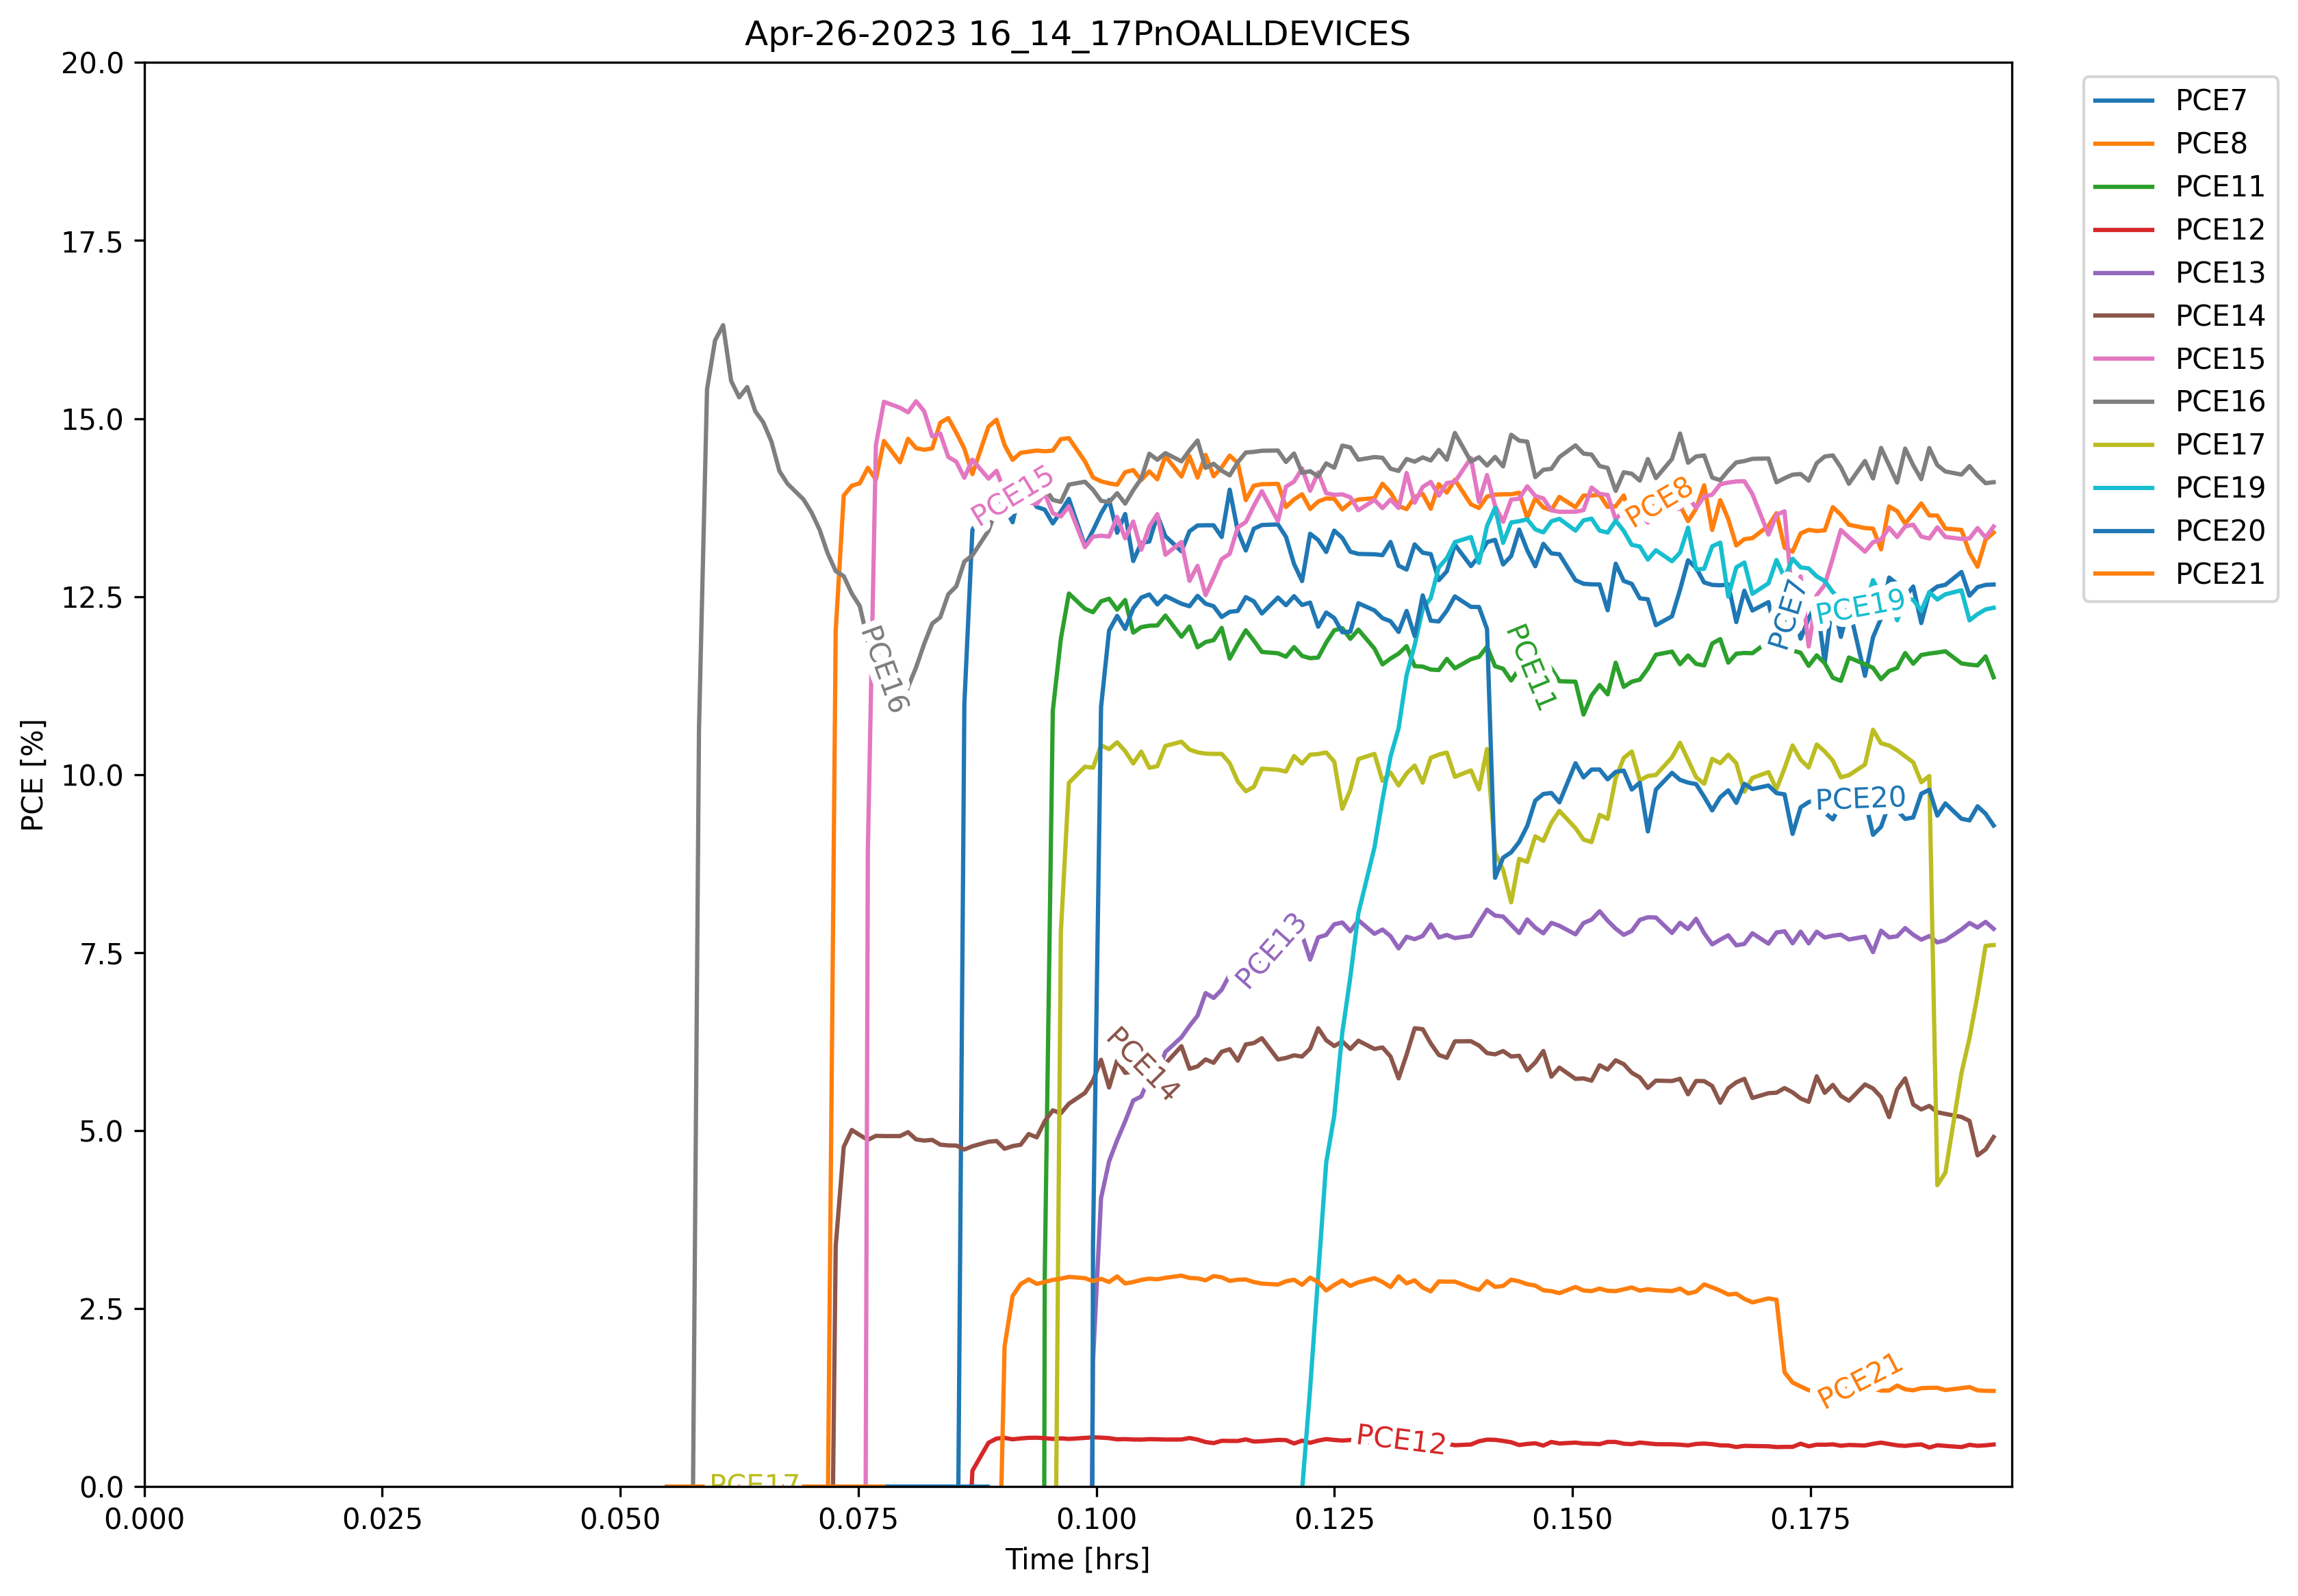 Apr-26-2023 16_14_17PnOALLDEVICES
20.0
17.5
15.0
12.5
10.0
7.5
5.0
2.5
0.0
PCE [%]
0.000
0.025
0.050
0.075
0.100
0.125
0.150
0.175
Time [hrs]
PCE15
PCE8
PCE16
PCE7
PCE19
PCE11
PCE20
PCE13
PCE14
PCE21
PCE12
PCE17
PCE7
PCE8
PCE11
PCE12
PCE13
PCE14
PCE15
PCE16
PCE17
PCE19
PCE20
PCE21